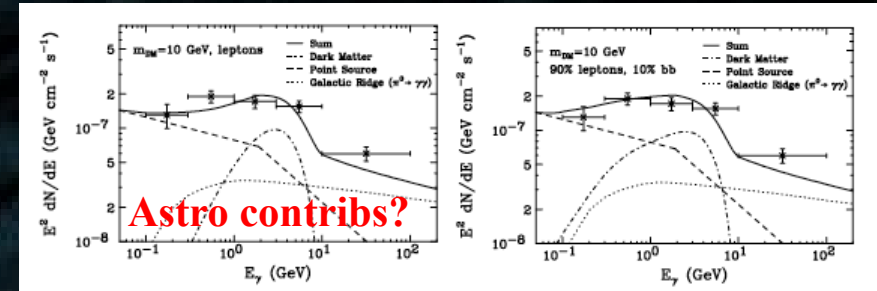 m_DM=10 GeV, leptons
Sum
Dark Matter
Point Source
Galactic Ridge (π⁰→ γγ)
E² dN/dE (GeV cm⁻² s⁻¹)
5
2
10⁻⁷
5
2
10⁻⁸
10⁻¹ 10⁰ 10¹ 10²
E_γ (GeV)
Astro contribs?
m_DM=10 GeV
90% leptons, 10% bb
Sum
Dark Matter
Point Source
Galactic Ridge (π⁰→ γγ)
E² dN/dE (GeV cm⁻² s⁻¹)
5
2
10⁻⁷
5
2
10⁻⁸
10⁻¹ 10⁰ 10¹ 10²
E_γ (GeV)